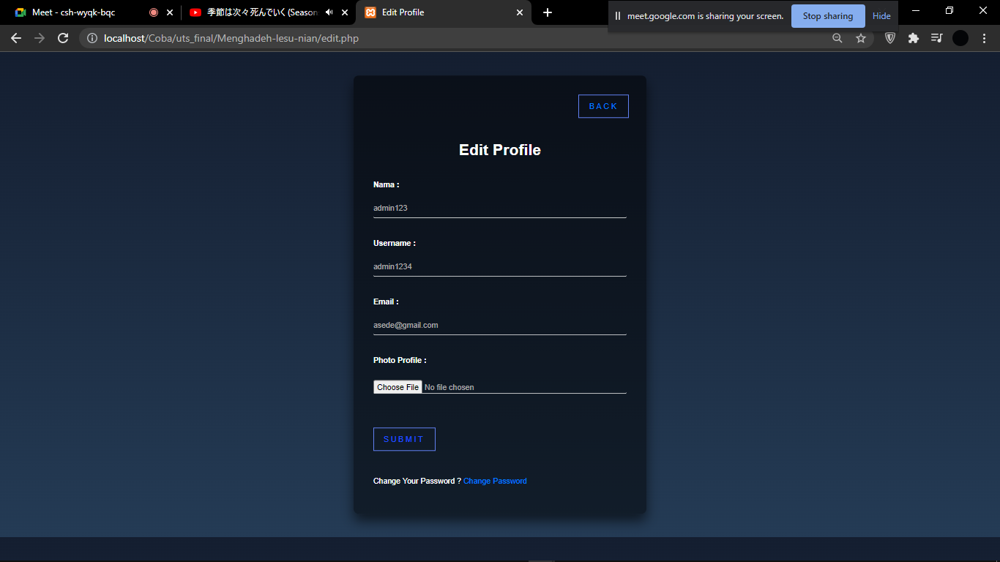 Meet - csh-wyqk-bqc
季節は次々死んでいく (Season
Edit Profile
meet.google.com is sharing your screen.
Stop sharing
Hide
localhost/Coba/uts_final/Menghadeh-lesu-nian/edit.php
BACK
Edit Profile
Nama :
admin123
Username :
admin1234
Email :
asede@gmail.com
Photo Profile :
Choose File No file chosen
SUBMIT
Change Your Password ? Change Password